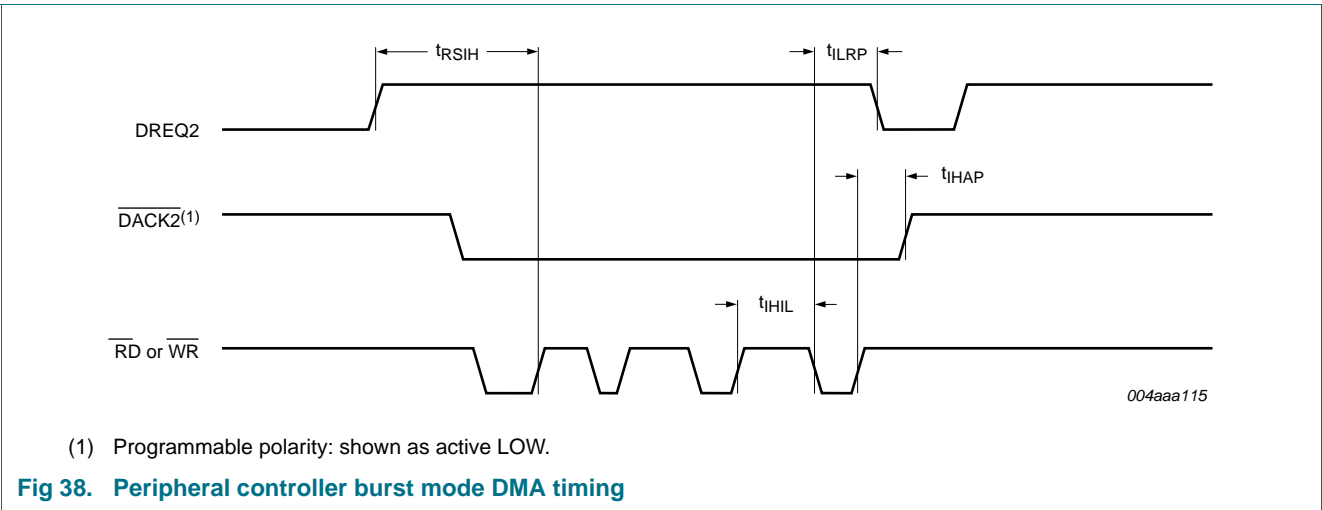 tRSIH
tILRP
DREQ2
tIHAP
DACK2(1)
tIHIL
RD or WR
004aaa115
(1) Programmable polarity: shown as active LOW.
Fig 38. Peripheral controller burst mode DMA timing